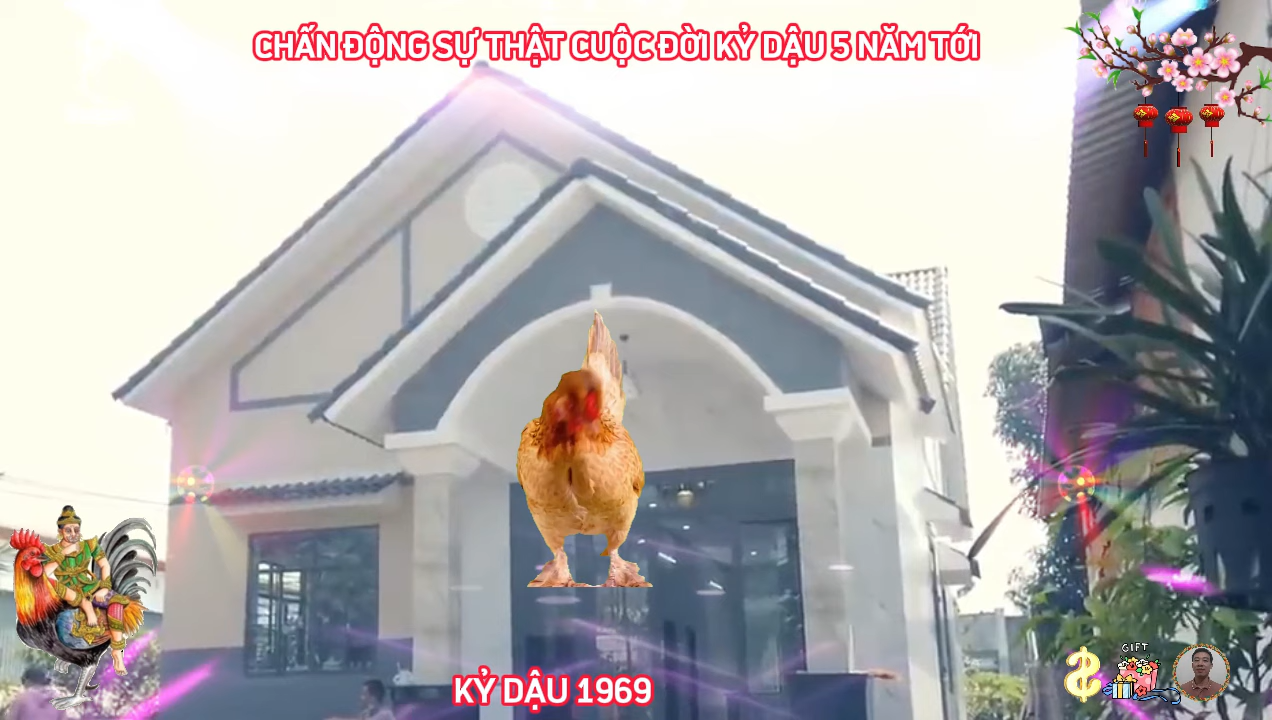 CHẤN ĐỘNG SỰ THẬT CUỘC ĐỜI KỶ DẬU 5 NĂM TỚI
GIFT
KỶ DẬU 1969